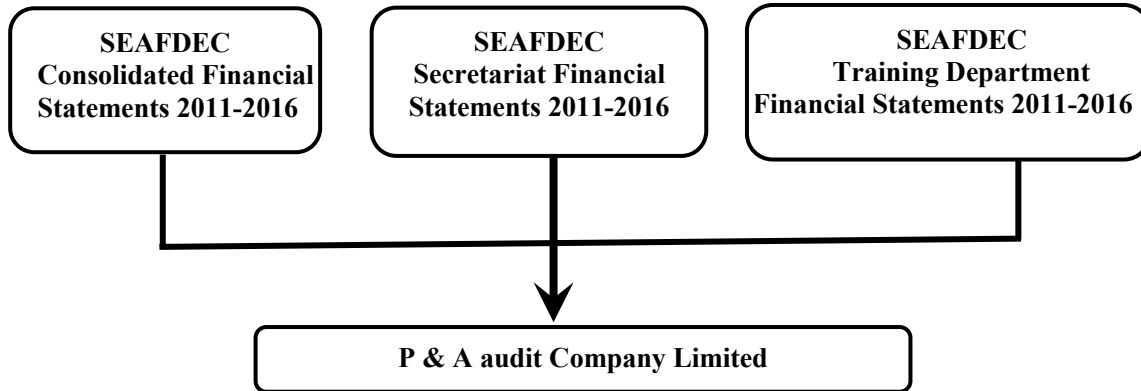 SEAFDEC
Consolidated Financial
Statements 2011-2016
SEAFDEC
Secretariat Financial
Statements 2011-2016
SEAFDEC
Training Department
Financial Statements 2011-2016
P & A audit Company Limited